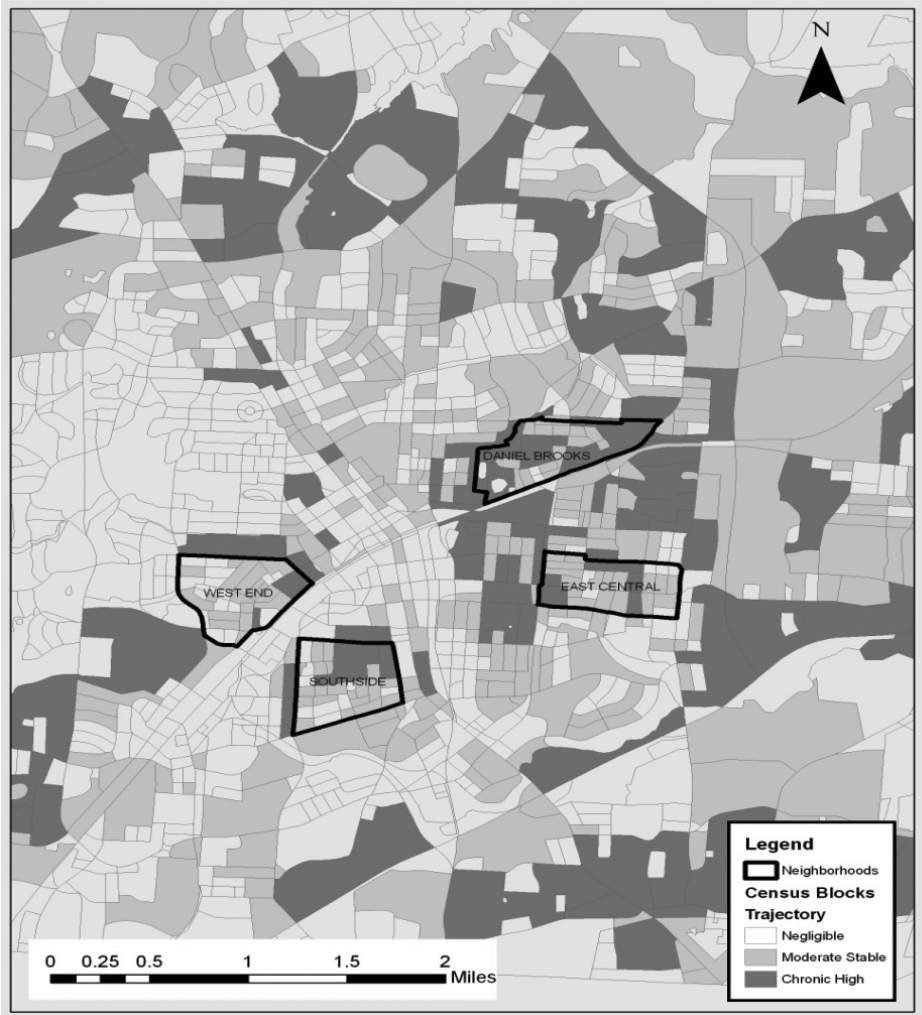 N
DANIEL BROOKS
WEST END
EAST CENTRAL
SOUTHSIDE
Legend
Neighborhoods
Census Blocks
Trajectory
Negligible
Moderate Stable
Chronic High
0 0.25 0.5 1 1.5 2
Miles